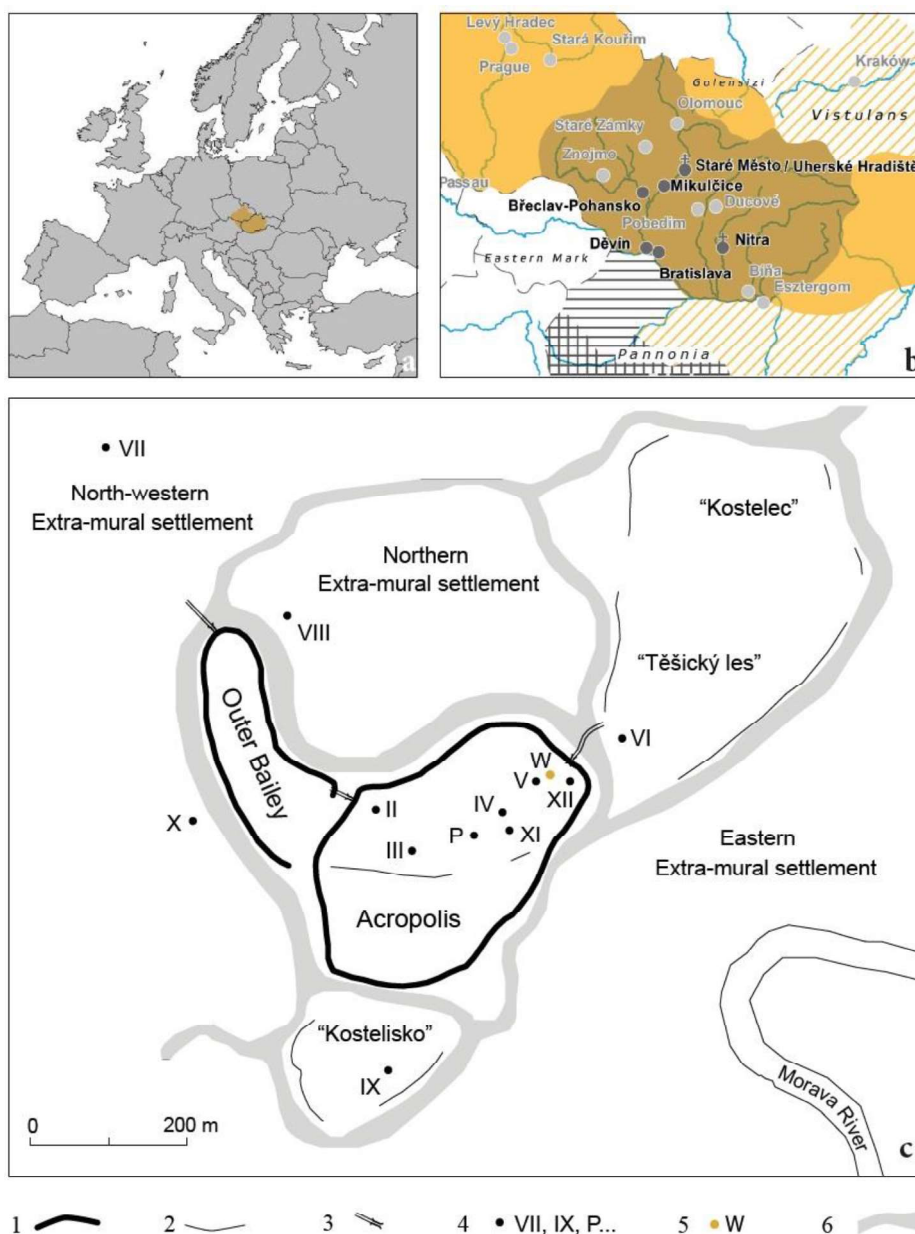 a
Levý Hradec
Stará Kouřim
Prague
Kraków
Golensizi
Olomouc
Vistulans
Staré Zámky
Znojmo
Staré Město / Uherské Hradiště
Passau
Mikulčice
Břeclav-Pohansko
Ducové
Pobedim
Děvín
Nitra
Eastern Mark
Bratislava
Bíňa
Esztergom
Pannonia
b
VII
North-western
Extra-mural settlement
"Kostelec"
Northern
Extra-mural settlement
VIII
"Těšický les"
Outer Bailey
VI
W
V
XII
II
IV
X
P
XI
III
Eastern
Extra-mural settlement
Acropolis
"Kostelisko"
IX
Morava River
0 200 m
c
1 2 3 4 VII, IX, P... 5 W 6